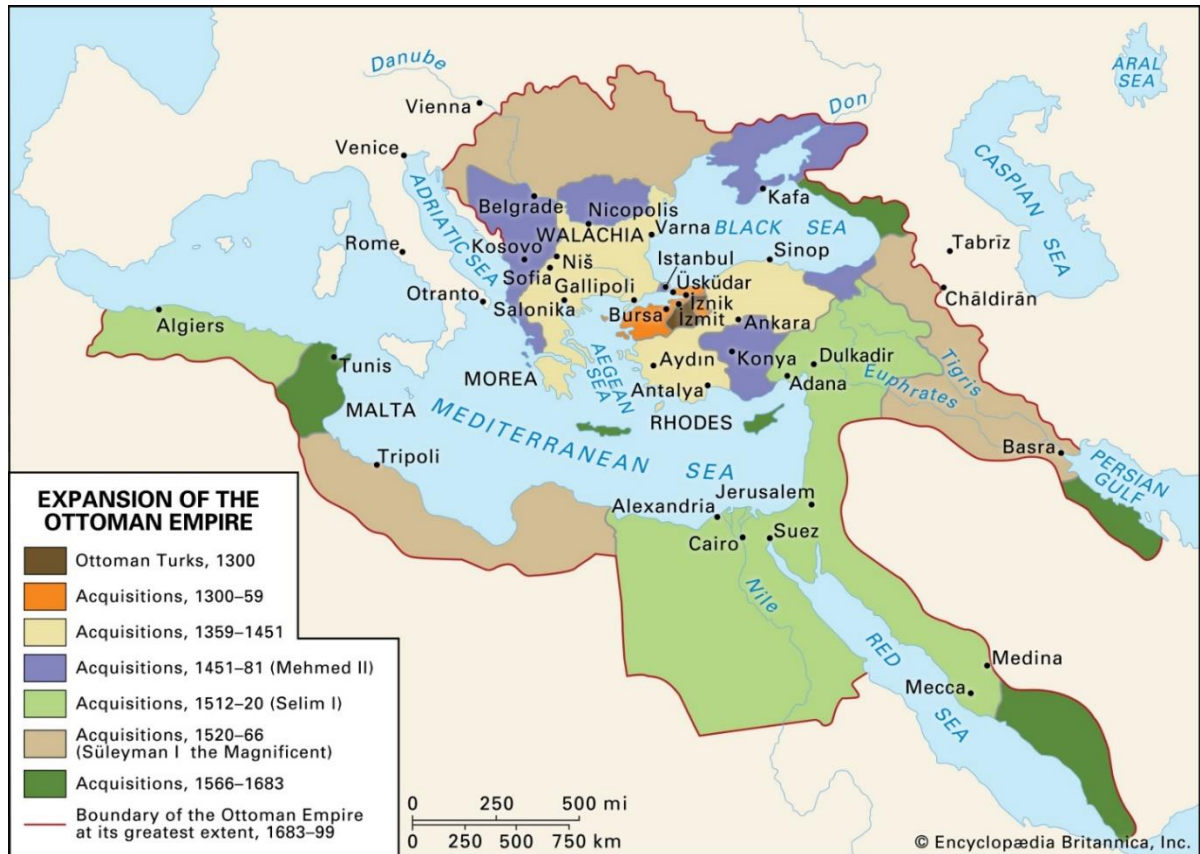 Danube
Vienna
Venice
ADRIATIC SEA
Rome
Otranto
Belgrade
Nicopolis
WALACHIA
Varna
Kosovo
Niš
Sofia
Gallipoli
Salonika
Istanbul
Üsküdar
İznik
İzmit
Bursa
Ankara
BLACK SEA
Kafa
Don
Sinop
ARAL
SEA
CASPIAN
SEA
Tabrīz
Chāldirān
Algiers
Tunis
MALTA
MOREA
AEGEAN
SEA
Aydın
Antalya
Konya
Dulkadir
Adana
Tigris
Euphrates
RHODES
MEDITERRANEAN SEA
Tripoli
Basra
PERSIAN
GULF
Jerusalem
Alexandria
Cairo
Suez
Nile
RED
SEA
Medina
Mecca
EXPANSION OF THE
OTTOMAN EMPIRE
Ottoman Turks, 1300
Acquisitions, 1300–59
Acquisitions, 1359–1451
Acquisitions, 1451–81 (Mehmed II)
Acquisitions, 1512–20 (Selim I)
Acquisitions, 1520–66
(Süleyman I the Magnificent)
Acquisitions, 1566–1683
Boundary of the Ottoman Empire
at its greatest extent, 1683–99
0 250 500 mi
0 250 500 750 km
© Encyclopædia Britannica, Inc.